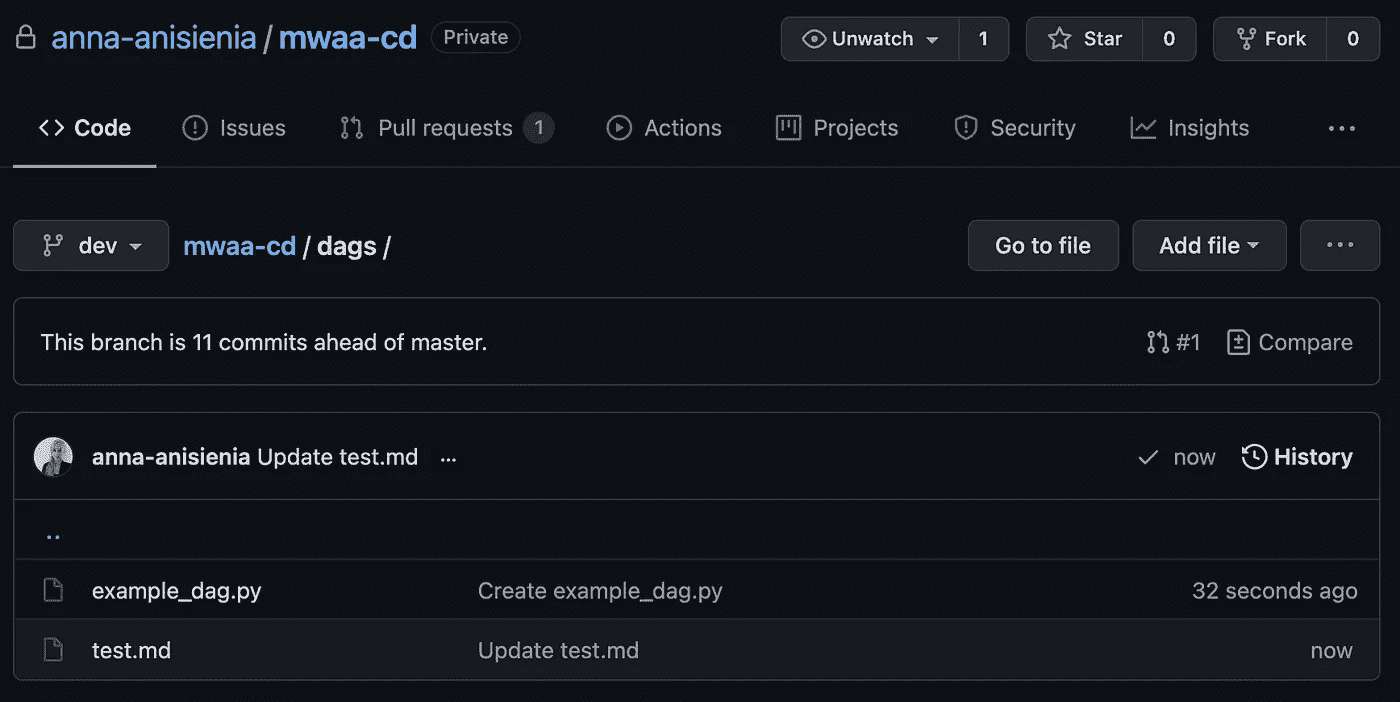 anna-anisienia / mwaa-cd Private Unwatch 1 Star 0 Fork 0
Code Issues Pull requests 1 Actions Projects Security Insights ...
dev mwaa-cd / dags / Go to file Add file ...
This branch is 11 commits ahead of master. #1 Compare
anna-anisienia Update test.md ... now History
..
example_dag.py Create example_dag.py 32 seconds ago
test.md Update test.md now